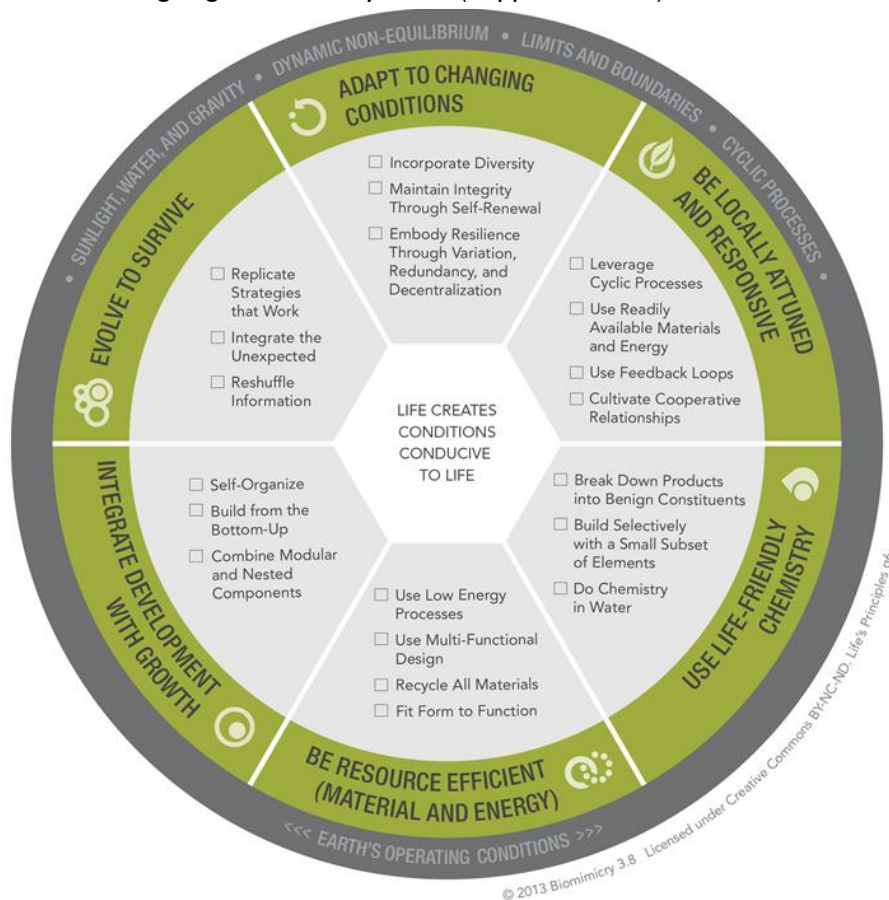 • SUNLIGHT, WATER, AND GRAVITY • DYNAMIC NON-EQUILIBRIUM • LIMITS AND BOUNDARIES • CYCLIC PROCESSES •
ADAPT TO CHANGING
CONDITIONS
Incorporate Diversity
Maintain Integrity
Through Self-Renewal
Embody Resilience
Through Variation,
Redundancy, and
Decentralization
BE LOCALLY ATTUNED
AND RESPONSIVE
Leverage
Cyclic Processes
Use Readily
Available Materials
and Energy
Use Feedback Loops
Cultivate Cooperative
Relationships
USE LIFE-FRIENDLY
CHEMISTRY
Break Down Products
into Benign Constituents
Build Selectively
with a Small Subset
of Elements
Do Chemistry
in Water
BE RESOURCE EFFICIENT
(MATERIAL AND ENERGY)
Use Low Energy
Processes
Use Multi-Functional
Design
Recycle All Materials
Fit Form to Function
INTEGRATE DEVELOPMENT
WITH GROWTH
Self-Organize
Build from the
Bottom-Up
Combine Modular
and Nested
Components
EVOLVE TO SURVIVE
Replicate
Strategies
that Work
Integrate the
Unexpected
Reshuffle
Information
LIFE CREATES
CONDITIONS
CONDUCIVE
TO LIFE
<<< EARTH'S OPERATING CONDITIONS >>>
© 2013 Biomimicry 3.8 Licensed under Creative Commons BY-NC-ND. Life's Principles